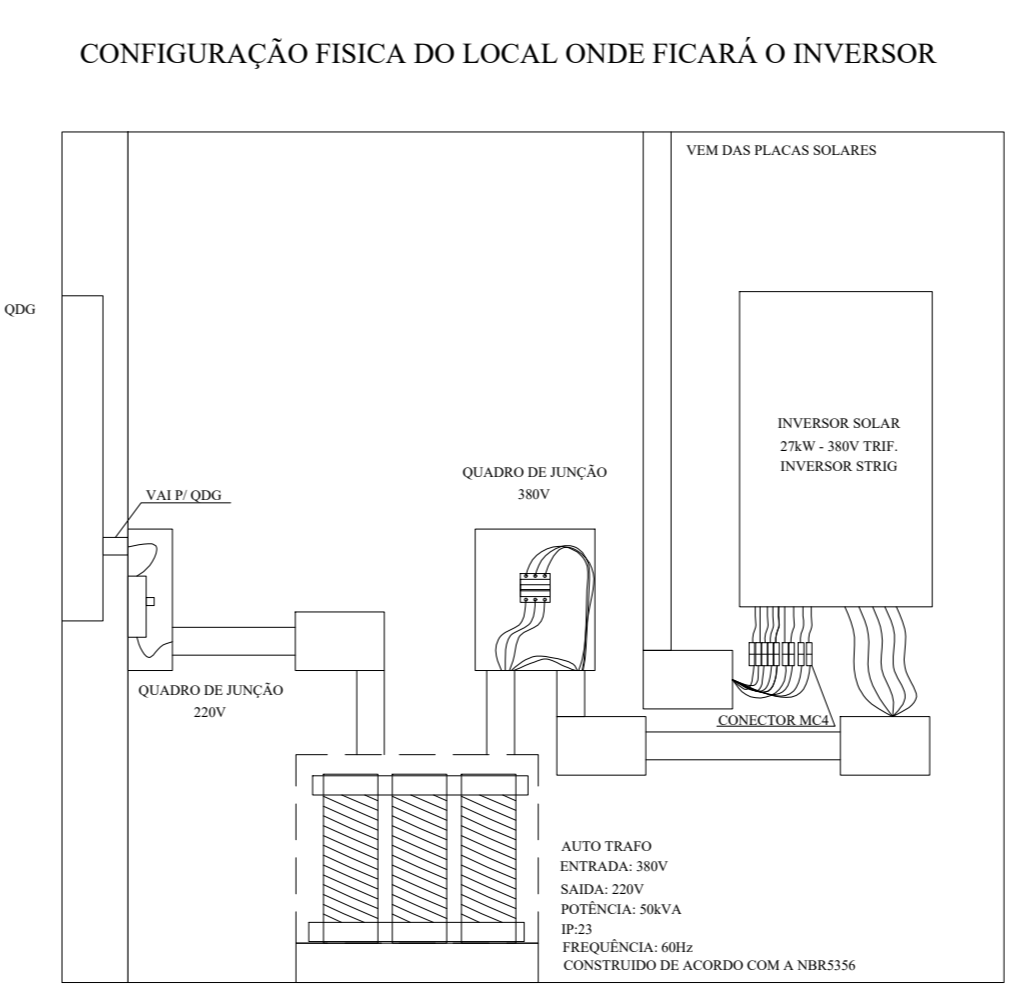 CONFIGURAÇÃO FISICA DO LOCAL ONDE FICARÁ O INVERSOR
VEM DAS PLACAS SOLARES
QDG
INVERSOR SOLAR
27kW - 380V TRIF.
INVERSOR STRIG
QUADRO DE JUNÇÃO
380V
VAI P/ QDG
QUADRO DE JUNÇÃO
220V
CONECTOR MC4
AUTO TRAFO
ENTRADA: 380V
SAIDA: 220V
POTÊNCIA: 50kVA
IP:23
FREQUÊNCIA: 60Hz
CONSTRUIDO DE ACORDO COM A NBR5356